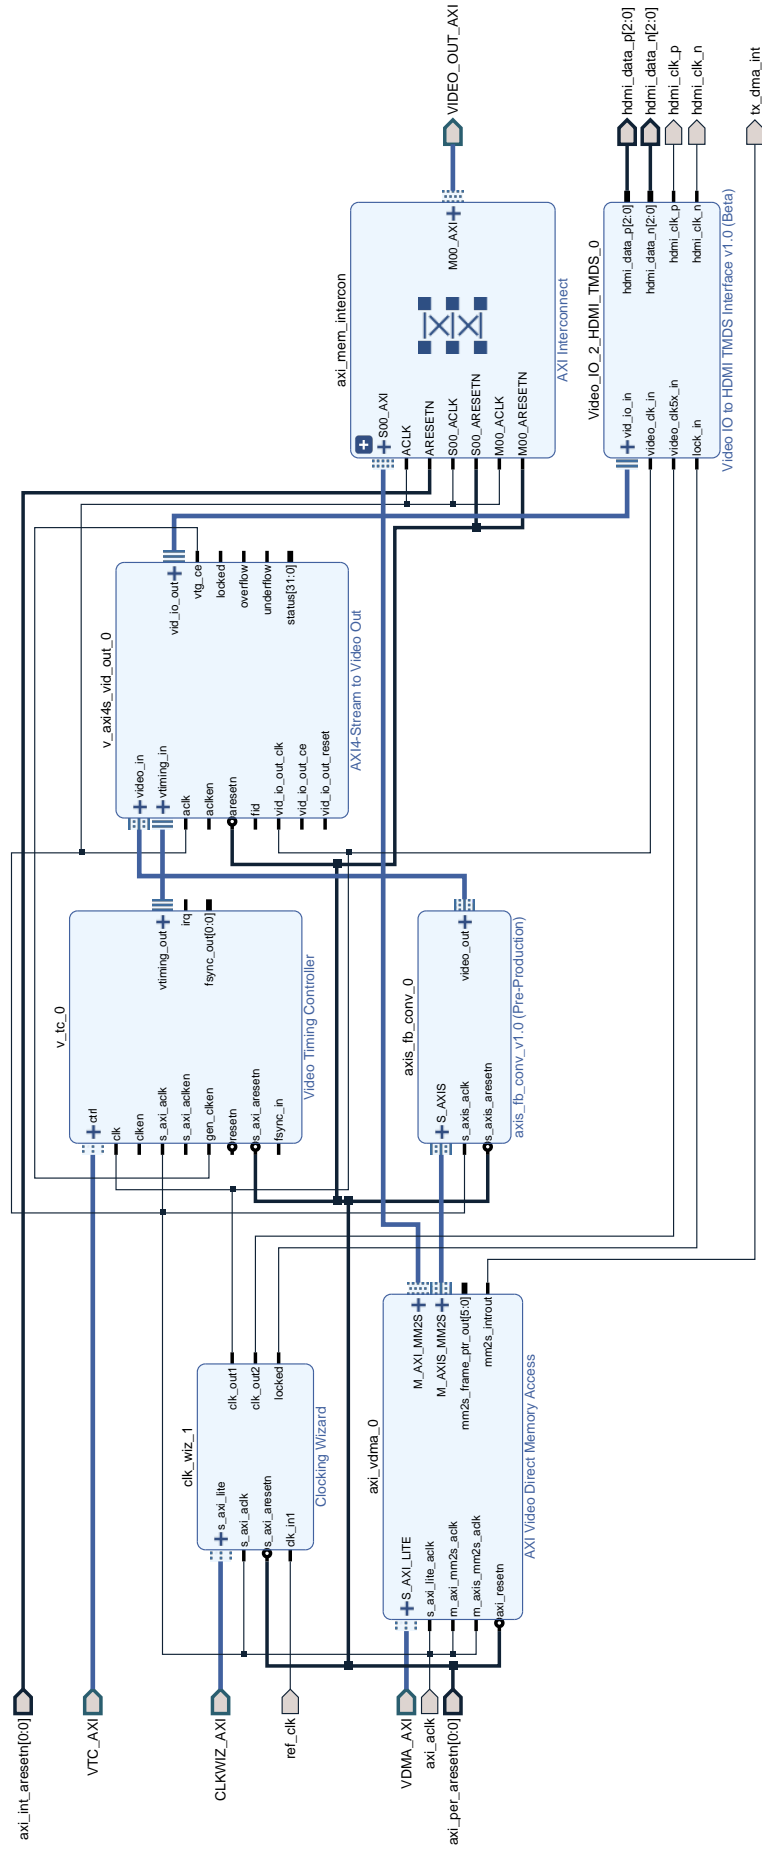 axi_int_aresetn[0:0]
VTC_AXI
CLKWIZ_AXI
ref_clk
VDMA_AXI
axi_aclk
axi_per_aresetn[0:0]
clk_wiz_1
s_axi_lite
s_axi_aclk
s_axi_aresetn
clk_in1
clk_out1
clk_out2
locked
Clocking Wizard
axi_vdma_0
S_AXI_LITE
s_axi_lite_aclk
m_axi_mm2s_aclk
m_axis_mm2s_aclk
axi_resetn
M_AXI_MM2S
M_AXIS_MM2S
mm2s_frame_ptr_out[5:0]
mm2s_introut
AXI Video Direct Memory Access
v_tc_0
ctrl
clk
clken
s_axi_aclk
s_axi_aclken
gen_clken
resetn
s_axi_aresetn
fsync_in
vtiming_out
irq
fsync_out[0:0]
Video Timing Controller
axis_fb_conv_0
S_AXIS
s_axis_aclk
s_axis_aresetn
video_out
axis_fb_conv_v1.0 (Pre-Production)
v_axi4s_vid_out_0
video_in
vtiming_in
aclk
aclken
aresetn
fid
vid_io_out_clk
vid_io_out_ce
vid_io_out_reset
vid_io_out
vtg_ce
locked
overflow
underflow
status[31:0]
AXI4-Stream to Video Out
axi_mem_intercon
S00_AXI
ACLK
ARESETN
S00_ACLK
S00_ARESETN
M00_ACLK
M00_ARESETN
M00_AXI
AXI Interconnect
Video_IO_2_HDMI_TMDS_0
vid_io_in
video_clk_in
video_clk5x_in
lock_in
hdmi_data_p[2:0]
hdmi_data_n[2:0]
hdmi_clk_p
hdmi_clk_n
Video IO to HDMI TMDS Interface v1.0 (Beta)
VIDEO_OUT_AXI
hdmi_data_p[2:0]
hdmi_data_n[2:0]
hdmi_clk_p
hdmi_clk_n
tx_dma_int